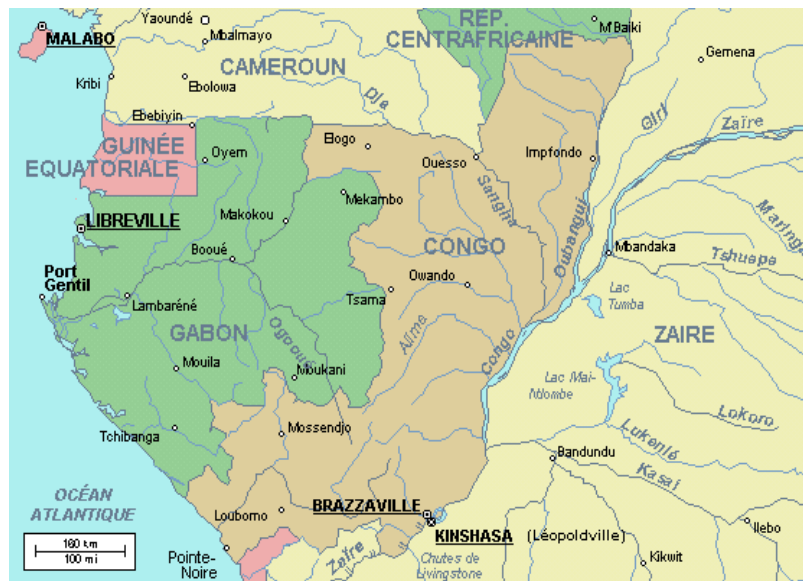 Yaoundé
MALABO
Mbalmayo
RÉP.
CENTRAFRICAINE
M'Baiki
Gemena
Kribi
Ebolowa
CAMEROUN
Dja
Giri
Zaïre
Ebebiyin
GUINÉE
EQUATORIALE
Oyem
Elogo
Ouesso
Impfondo
Mekambo
Sangha
Oubangui
Maringa
LIBREVILLE
Makokou
CONGO
Mbandaka
Tshuapa
Booué
Owando
Port
Gentil
Lambaréné
Tsama
Lac
Tumba
GABON
Ogooué
Alima
Congo
ZAIRE
Mouila
Moukani
Lac Mai-
Ntombe
Lokoro
Tchibanga
Mossendjo
Lukenié
Bandundu
Kasai
OCÉAN
ATLANTIQUE
Loubomo
BRAZZAVILLE
KINSHASA
(Léopoldville)
Ilebo
160 km
100 mi
Pointe-
Noire
Zaïre
Chutes de
Livingstone
Kikwit